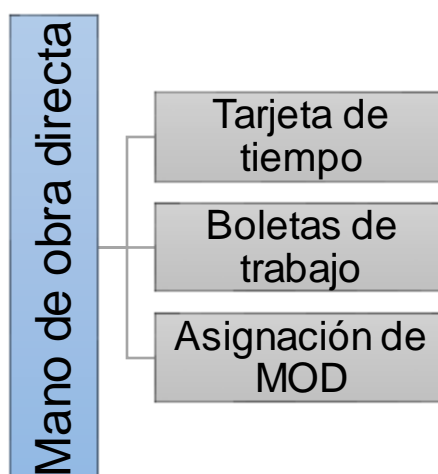 Mano de obra directa
Tarjeta de
tiempo
Boletas de
trabajo
Asignación de
MOD